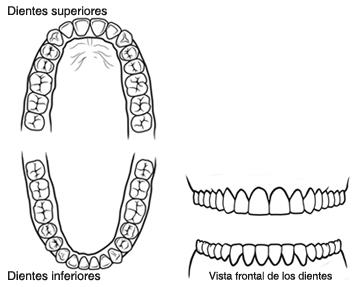 Dientes superiores
Dientes inferiores
Vista frontal de los dientes